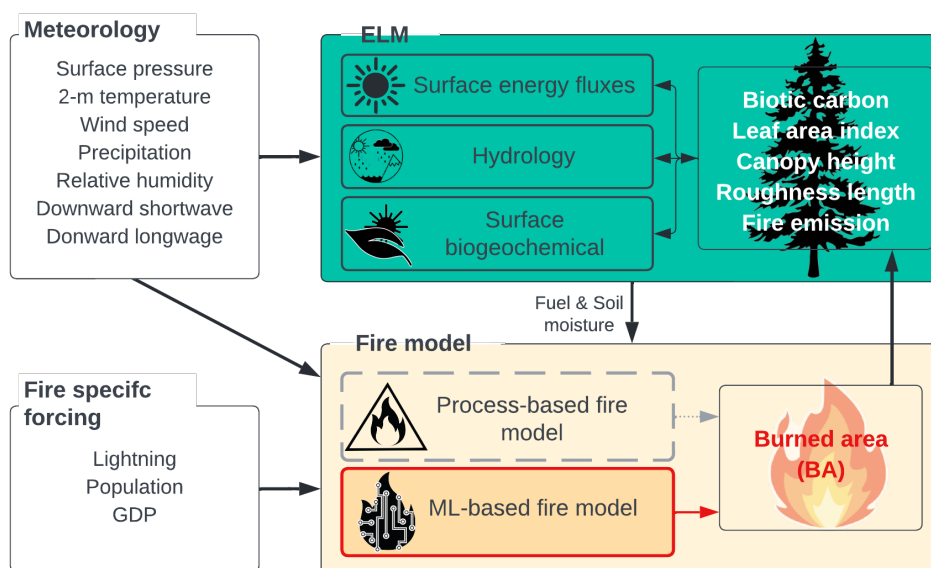 Meteorology
Surface pressure
2-m temperature
Wind speed
Precipitation
Relative humidity
Downward shortwave
Donward longwage
ELM
Surface energy fluxes
Hydrology
Surface
biogeochemical
Biotic carbon
Leaf area index
Canopy height
Roughness length
Fire emission
Fuel & Soil
moisture
Fire specifc
forcing
Lightning
Population
GDP
Fire model
Process-based fire
model
ML-based fire model
Burned area
(BA)